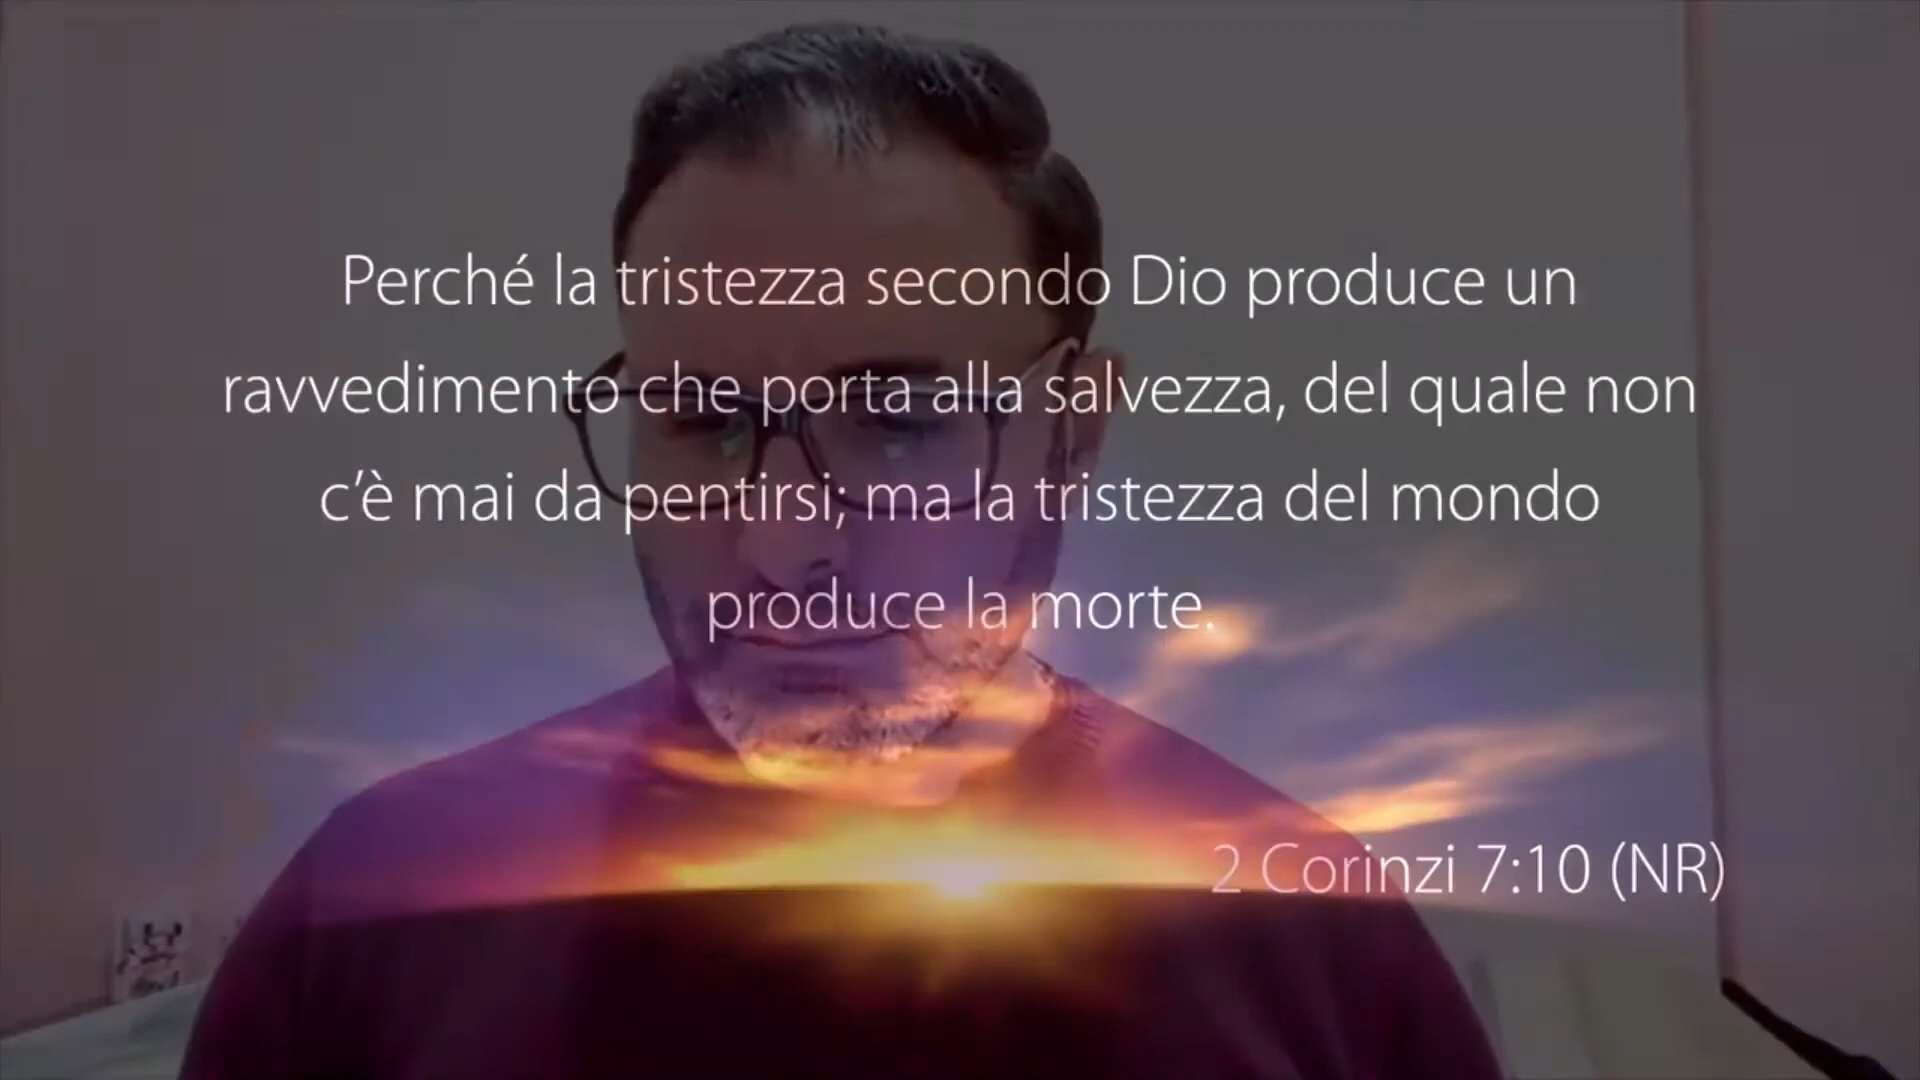 Perché la tristezza secondo Dio produce un
ravvedimento che porta alla salvezza, del quale non
c’è mai da pentirsi; ma la tristezza del mondo
produce la morte.
2 Corinzi 7:10 (NR)